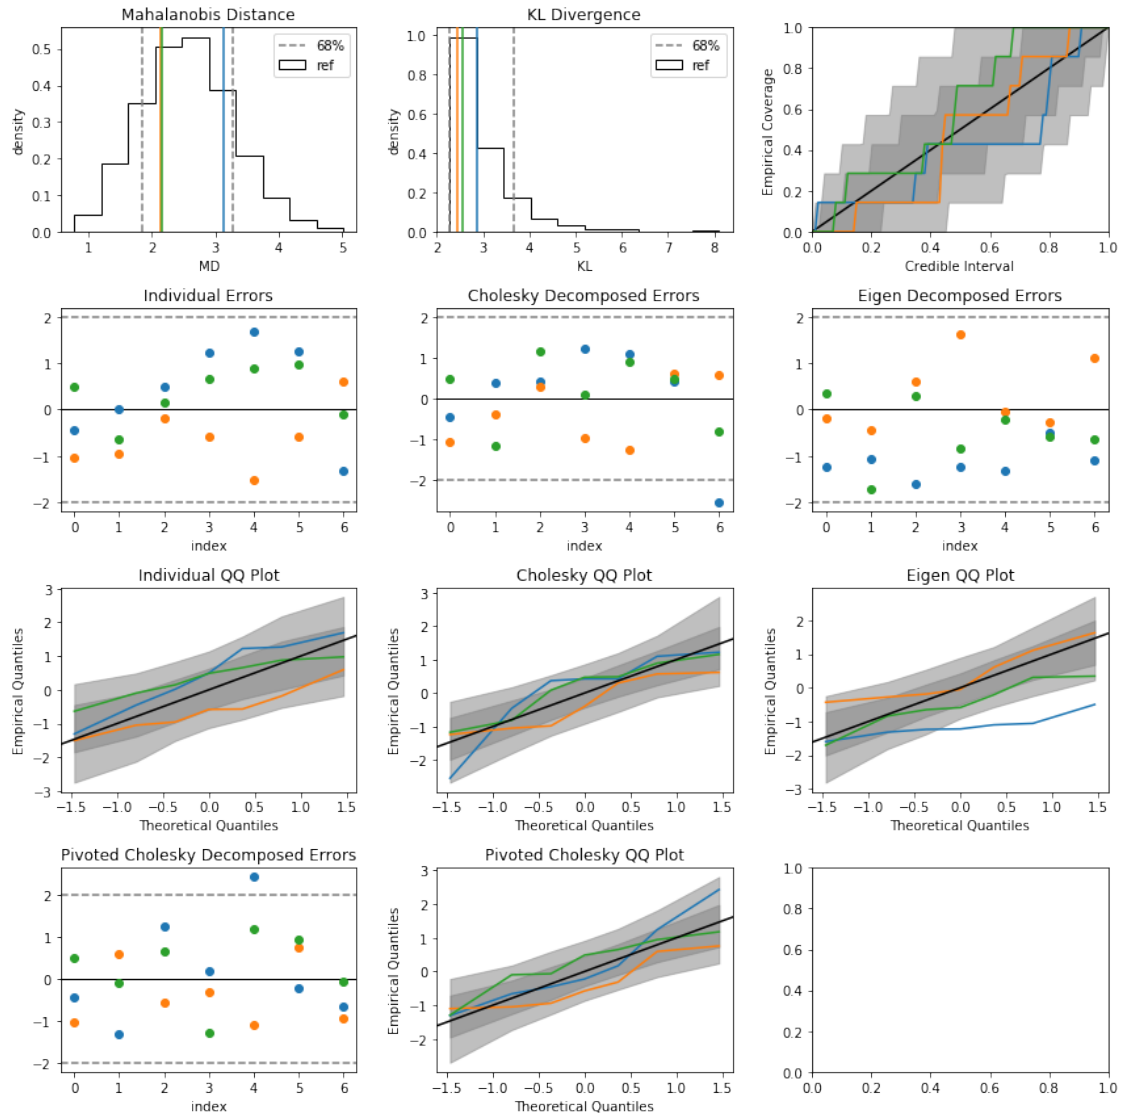 Mahalanobis Distance
KL Divergence
0.5
0.4
0.3
0.2
0.1
0.0
density
68%
ref
1 2 3 4 5
MD
1.0
0.8
0.6
0.4
0.2
0.0
density
68%
ref
2 3 4 5 6 7 8
KL
1.0
0.8
0.6
0.4
0.2
0.0
Empirical Coverage
0.0 0.2 0.4 0.6 0.8 1.0
Credible Interval
Individual Errors
2
1
0
−1
−2
0 1 2 3 4 5 6
index
Cholesky Decomposed Errors
2
1
0
−1
−2
0 1 2 3 4 5 6
index
Eigen Decomposed Errors
2
1
0
−1
−2
0 1 2 3 4 5 6
index
Individual QQ Plot
3
2
1
0
−1
−2
−3
Empirical Quantiles
−1.5 −1.0 −0.5 0.0 0.5 1.0 1.5
Theoretical Quantiles
Cholesky QQ Plot
3
2
1
0
−1
−2
Empirical Quantiles
−1.5 −1.0 −0.5 0.0 0.5 1.0 1.5
Theoretical Quantiles
Eigen QQ Plot
3
2
1
0
−1
−2
−3
Empirical Quantiles
−1.5 −1.0 −0.5 0.0 0.5 1.0 1.5
Theoretical Quantiles
Pivoted Cholesky Decomposed Errors
2
1
0
−1
−2
0 1 2 3 4 5 6
index
Pivoted Cholesky QQ Plot
3
2
1
0
−1
−2
Empirical Quantiles
−1.5 −1.0 −0.5 0.0 0.5 1.0 1.5
Theoretical Quantiles
1.0
0.8
0.6
0.4
0.2
0.0
0.0 0.2 0.4 0.6 0.8 1.0